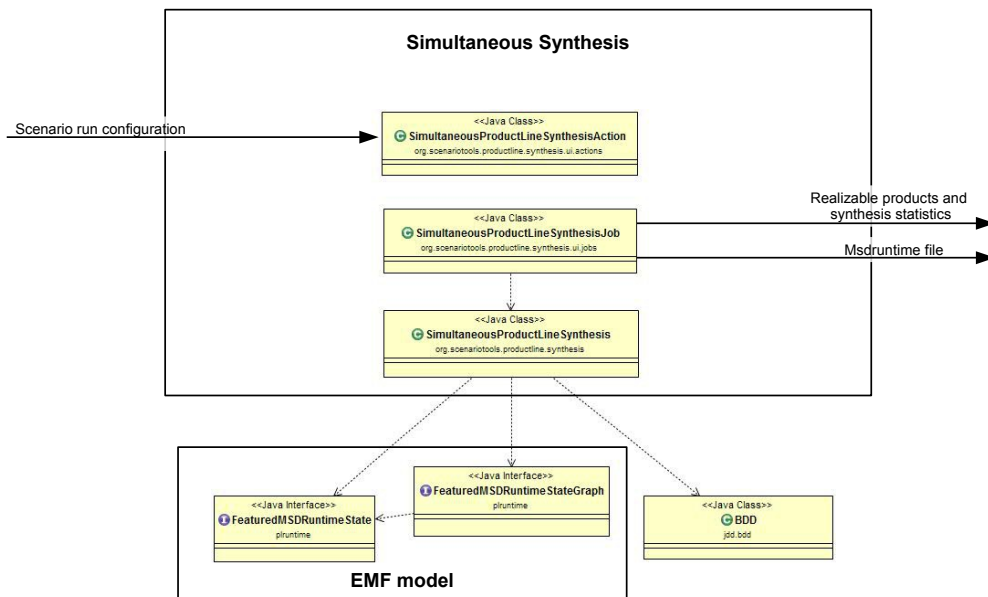 Simultaneous Synthesis
Scenario run configuration
<<Java Class>>
C SimultaneousProductLineSynthesisAction
org.scenariotools.productline.synthesis.ui.actions
Realizable products and
synthesis statistics
<<Java Class>>
C SimultaneousProductLineSynthesisJob
org.scenariotools.productline.synthesis.ui.jobs
Msdruntime file
<<Java Class>>
C SimultaneousProductLineSynthesis
org.scenariotools.productline.synthesis
<<Java Interface>>
I FeaturedMSDRuntimeStateGraph
plruntime
<<Java Interface>>
I FeaturedMSDRuntimeState
plruntime
<<Java Class>>
C BDD
jdd.bdd
EMF model